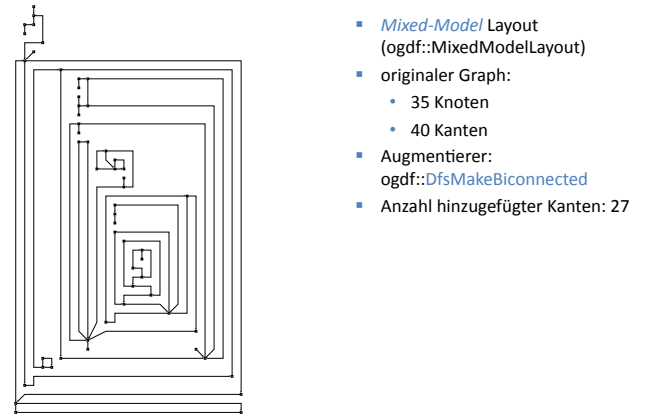 Mixed-Model Layout
(ogdf::MixedModelLayout)
originaler Graph:
35 Knoten
40 Kanten
Augmentierer:
ogdf::DfsMakeBiconnected
Anzahl hinzugefügter Kanten: 27